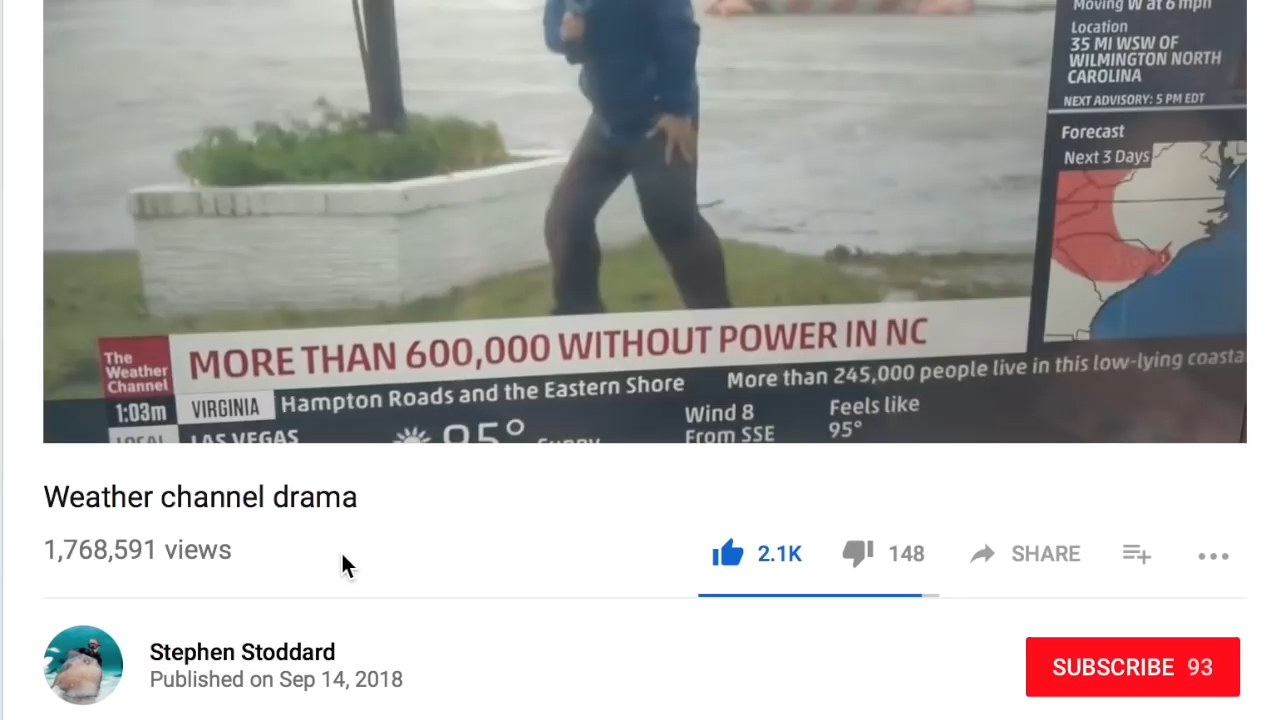 Moving W at 6 mph
Location
35 MI WSW OF
WILMINGTON NORTH
CAROLINA
NEXT ADVISORY: 5 PM EDT
Forecast
Next 3 Days
The
Weather
Channel
MORE THAN 600,000 WITHOUT POWER IN NC
1:03m
VIRGINIA
Hampton Roads and the Eastern Shore
More than 245,000 people live in this low-lying coasta
LOCAL
LAS VEGAS
95°
Sunny
Wind 8
From SSE
Feels like
95°
Weather channel drama
1,768,591 views
2.1K
148
SHARE
Stephen Stoddard
Published on Sep 14, 2018
SUBSCRIBE 93